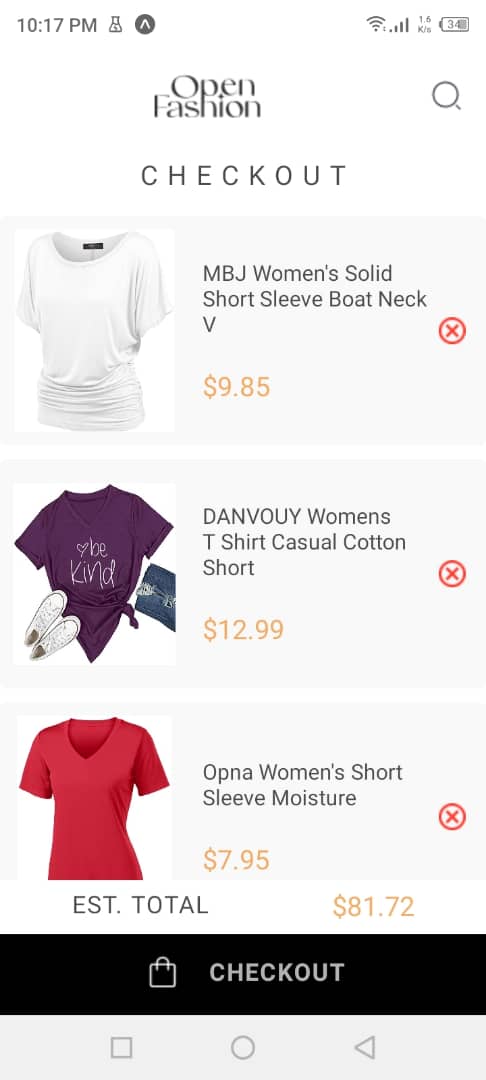 10:17 PM
1.6
K/s
34
Open
Fashion
CHECKOUT
MBJ Women's Solid
Short Sleeve Boat Neck
V
$9.85
DANVOUY Womens
T Shirt Casual Cotton
Short
$12.99
be
kind
Opna Women's Short
Sleeve Moisture
$7.95
EST. TOTAL
$81.72
CHECKOUT